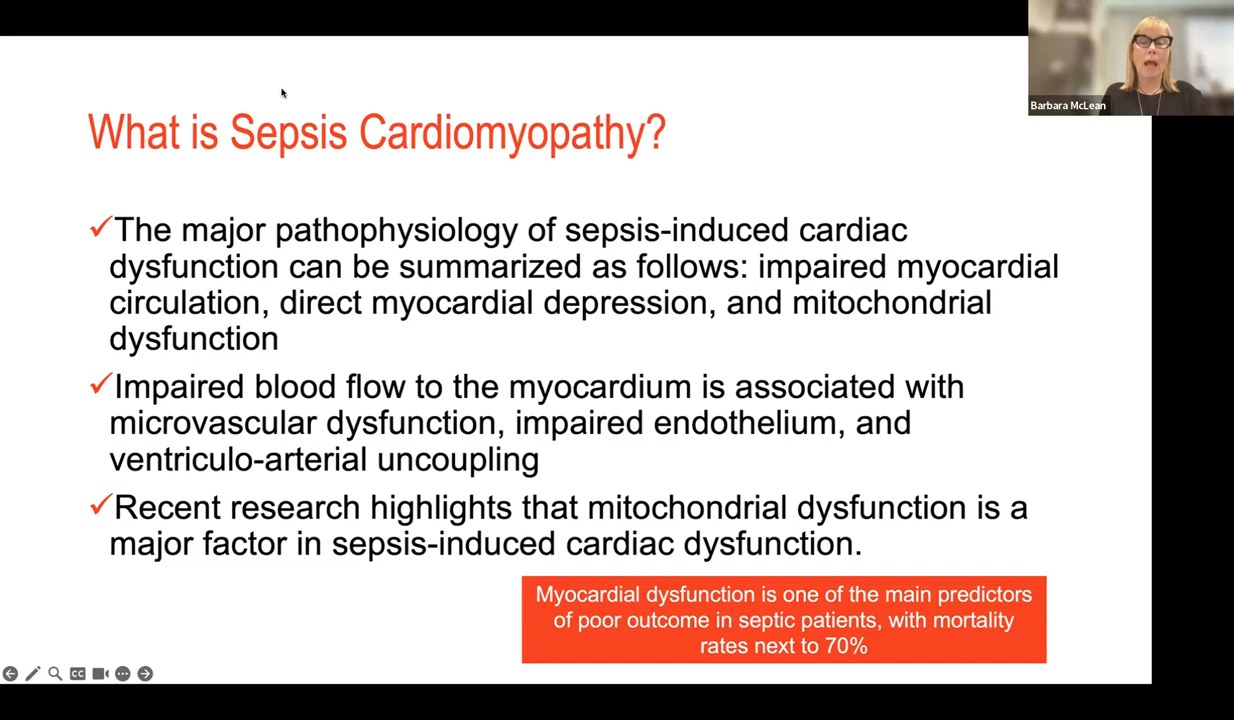 Barbara McLean
What is Sepsis Cardiomyopathy?
The major pathophysiology of sepsis-induced cardiac
dysfunction can be summarized as follows: impaired myocardial
circulation, direct myocardial depression, and mitochondrial
dysfunction
Impaired blood flow to the myocardium is associated with
microvascular dysfunction, impaired endothelium, and
ventriculo-arterial uncoupling
Recent research highlights that mitochondrial dysfunction is a
major factor in sepsis-induced cardiac dysfunction.
Myocardial dysfunction is one of the main predictors
of poor outcome in septic patients, with mortality
rates next to 70%
CC